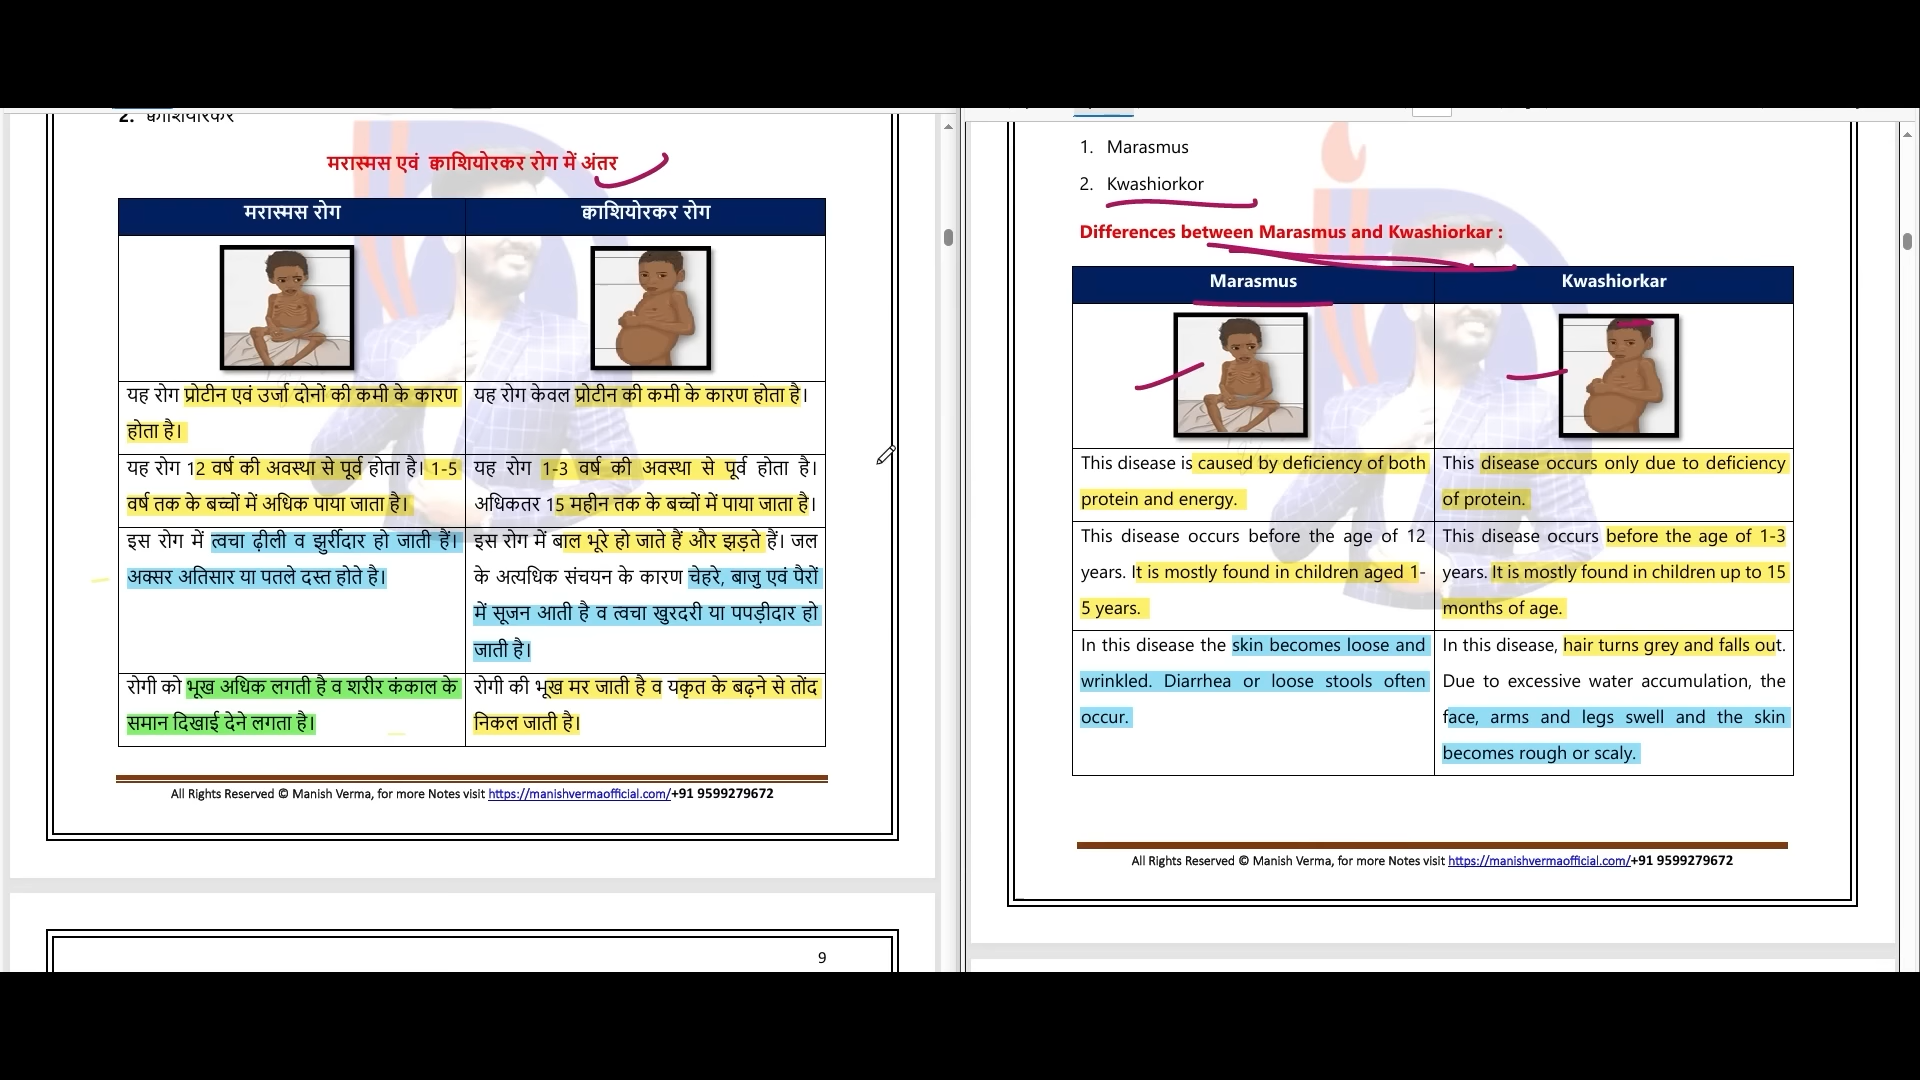 2. क्वाशियोरकर
मरास्मस एवं क्वाशियोरकर रोग में अंतर
मरास्मस रोग
क्वाशियोरकर रोग
यह रोग प्रोटीन एवं उर्जा दोनों की कमी के कारण
होता है।
यह रोग केवल प्रोटीन की कमी के कारण होता है।
यह रोग 12 वर्ष की अवस्था से पूर्व होता है। 1-5
वर्ष तक के बच्चों में अधिक पाया जाता है।
यह रोग 1-3 वर्ष की अवस्था से पूर्व होता है।
अधिकतर 15 महीन तक के बच्चों में पाया जाता है।
इस रोग में त्वचा ढ़ीली व झुर्रीदार हो जाती हैं।
अक्सर अतिसार या पतले दस्त होते है।
इस रोग में बाल भूरे हो जाते हैं और झड़ते हैं। जल
के अत्यधिक संचयन के कारण चेहरे, बाजु एवं पैरों
में सूजन आती है व त्वचा खुरदरी या पपड़ीदार हो
जाती है।
रोगी को भूख अधिक लगती है व शरीर कंकाल के
समान दिखाई देने लगता है।
रोगी की भूख मर जाती है व यकृत के बढ़ने से तोंद
निकल जाती है।
All Rights Reserved © Manish Verma, for more Notes visit https://manishvermaofficial.com/+91 9599279672
9
1. Marasmus
2. Kwashiorkor
Differences between Marasmus and Kwashiorkar :
Marasmus
Kwashiorkar
This disease is caused by deficiency of both
protein and energy.
This disease occurs only due to deficiency
of protein.
This disease occurs before the age of 12
years. It is mostly found in children aged 1-
5 years.
This disease occurs before the age of 1-3
years. It is mostly found in children up to 15
months of age.
In this disease the skin becomes loose and
wrinkled. Diarrhea or loose stools often
occur.
In this disease, hair turns grey and falls out.
Due to excessive water accumulation, the
face, arms and legs swell and the skin
becomes rough or scaly.
All Rights Reserved © Manish Verma, for more Notes visit https://manishvermaofficial.com/+91 9599279672